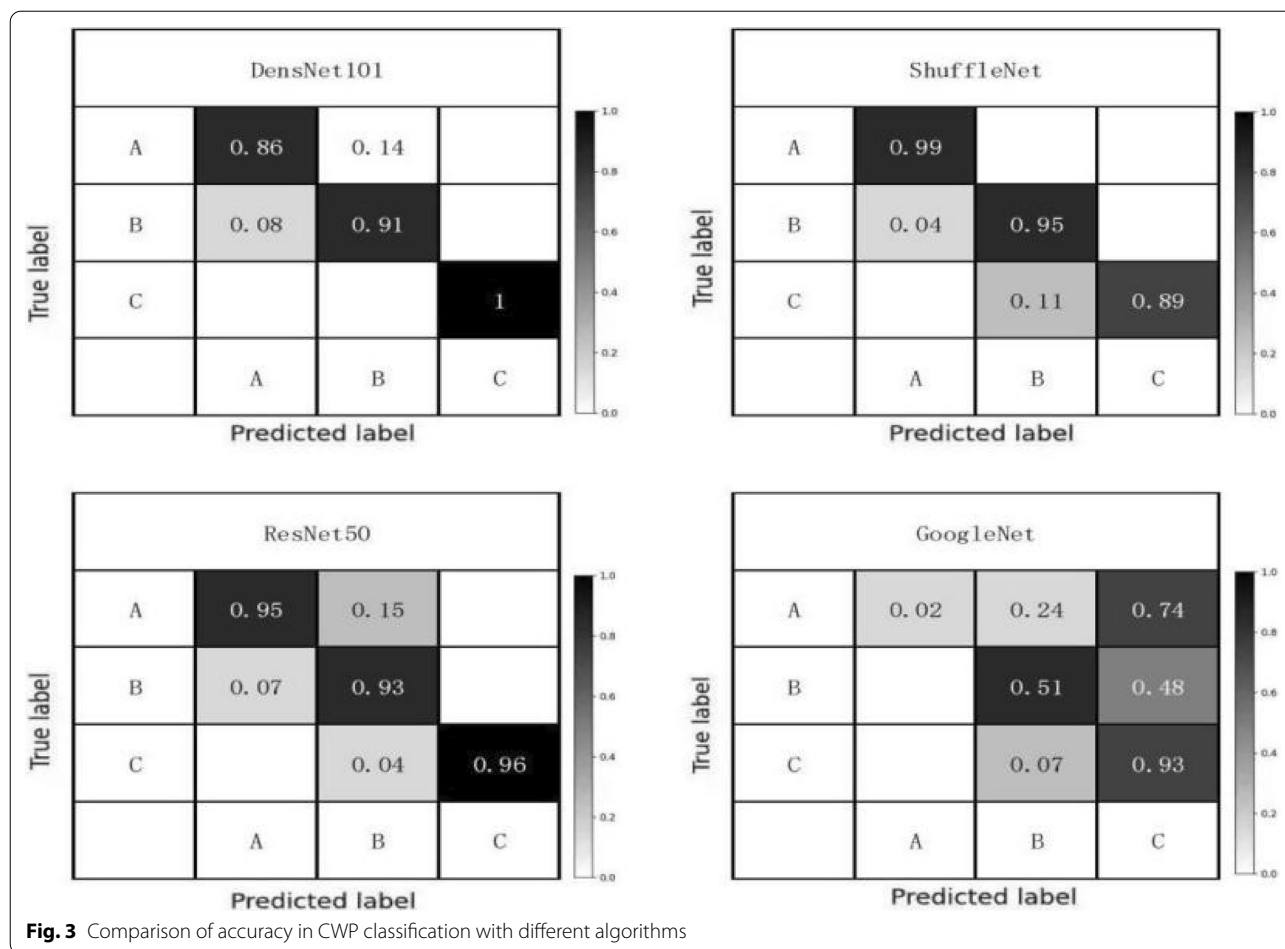 DensNet101
True label
A 0.86 0.14
B 0.08 0.91
C 1
A B C
Predicted label
1.0
0.8
0.6
0.4
0.2
0.0
ShuffleNet
True label
A 0.99
B 0.04 0.95
C 0.11 0.89
A B C
Predicted label
1.0
0.8
0.6
0.4
0.2
0.0
ResNet50
True label
A 0.95 0.15
B 0.07 0.93
C 0.04 0.96
A B C
Predicted label
1.0
0.8
0.6
0.4
0.2
0.0
GoogleNet
True label
A 0.02 0.24 0.74
B 0.51 0.48
C 0.07 0.93
A B C
Predicted label
1.0
0.8
0.6
0.4
0.2
0.0
Fig. 3 Comparison of accuracy in CWP classification with different algorithms